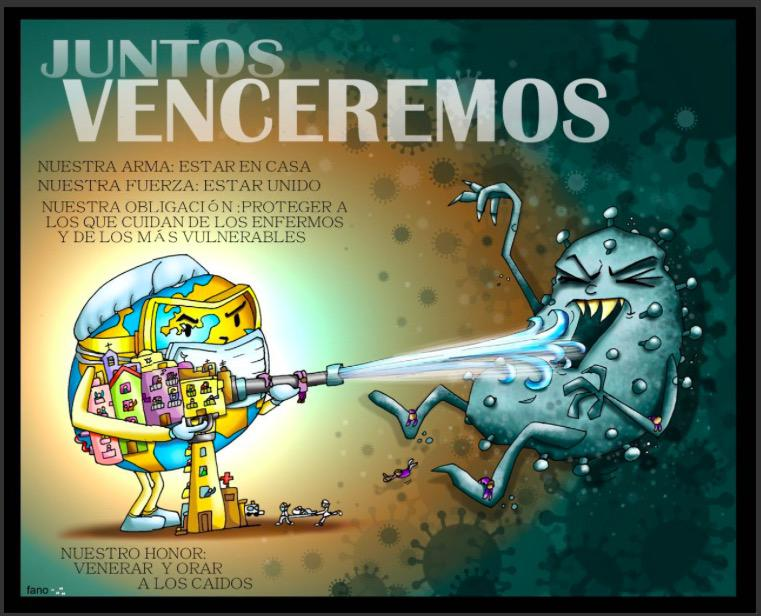 JUNTOS
VENCEREMOS
NUESTRA ARMA: ESTAR EN CASA
NUESTRA FUERZA: ESTAR UNIDO
NUESTRA OBLIGACIÓN ;PROTEGER A
LOS QUE CUIDAN DE LOS ENFERMOS
Y DE LOS MÁS VULNERABLES
NUESTRO HONOR:
VENERAR Y ORAR
A LOS CAIDOS
fano